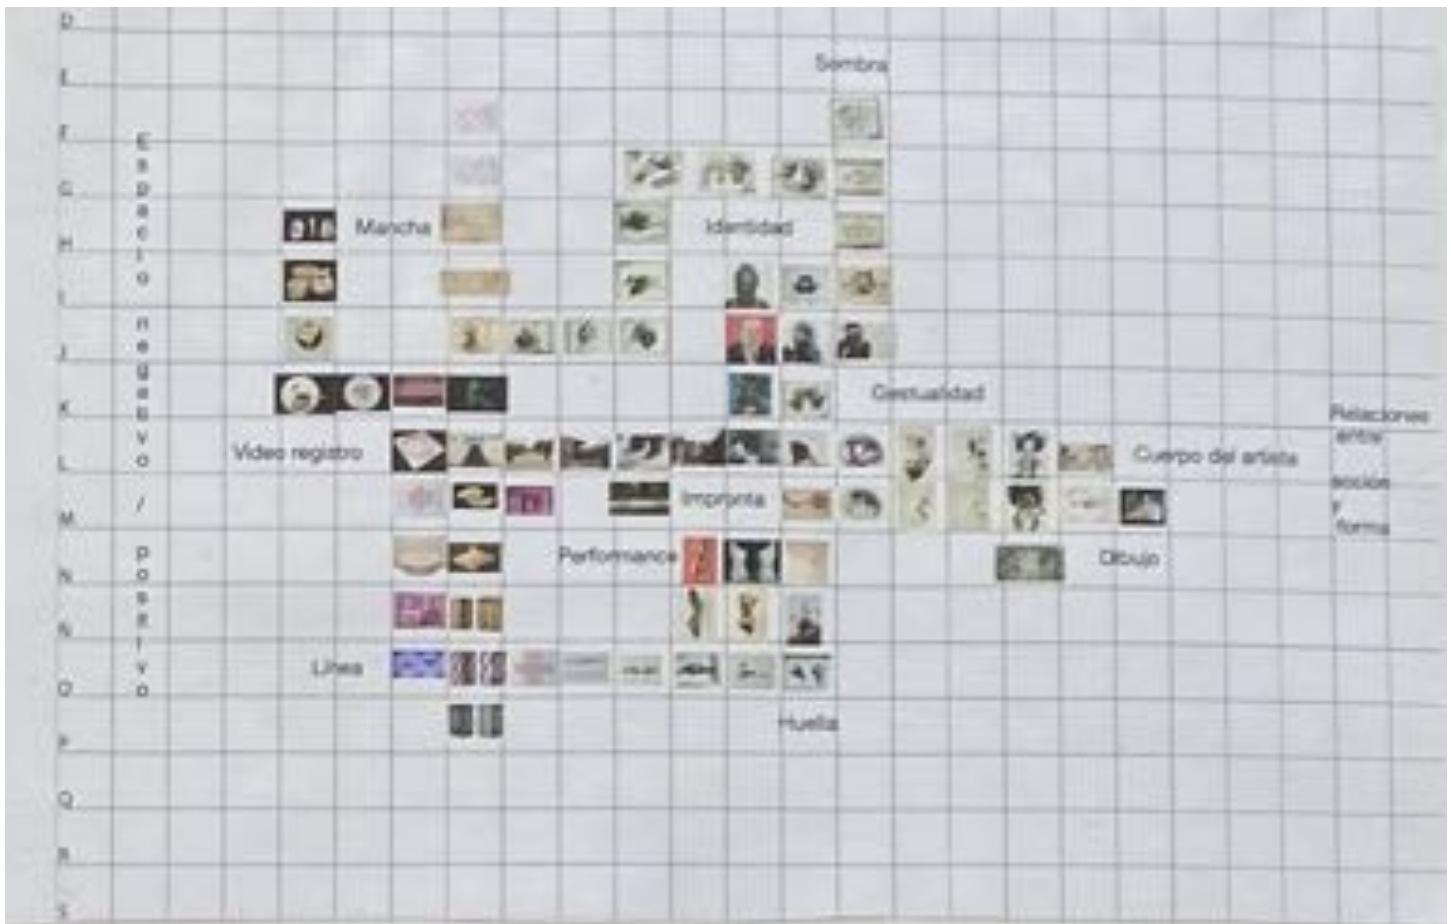 D
E
Sombra
F
G
Mancha
Identidad
H
I
J
Gestualidad
K
Relaciones
entre
Video registro
Cuerpo del artista
L
acción
y
forma
Impronta
M
Performance
Dibujo
N
Ñ
Línea
O
Huella
P
Q
R
S
Espacio negativo / positivo